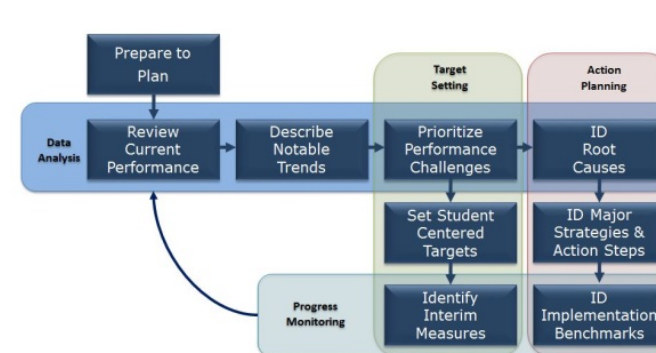 Prepare to
Plan
Target
Setting
Action
Planning
Data
Analysis
Review
Current
Performance
Describe
Notable
Trends
Prioritize
Performance
Challenges
ID
Root
Causes
Set Student
Centered
Targets
ID Major
Strategies &
Action Steps
Progress
Monitoring
Identify
Interim
Measures
ID
Implementation
Benchmarks